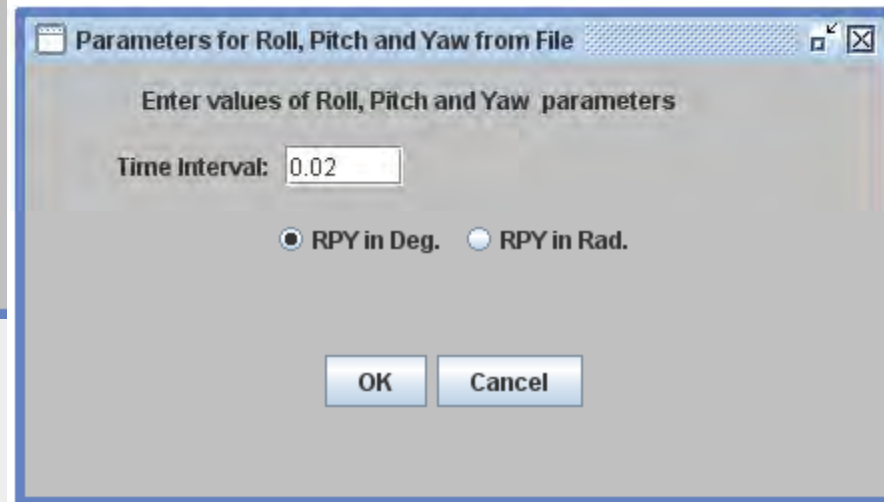 Parameters for Roll, Pitch and Yaw from File
Enter values of Roll, Pitch and Yaw parameters
Time Interval: 0.02
RPY in Deg. RPY in Rad.
OK Cancel